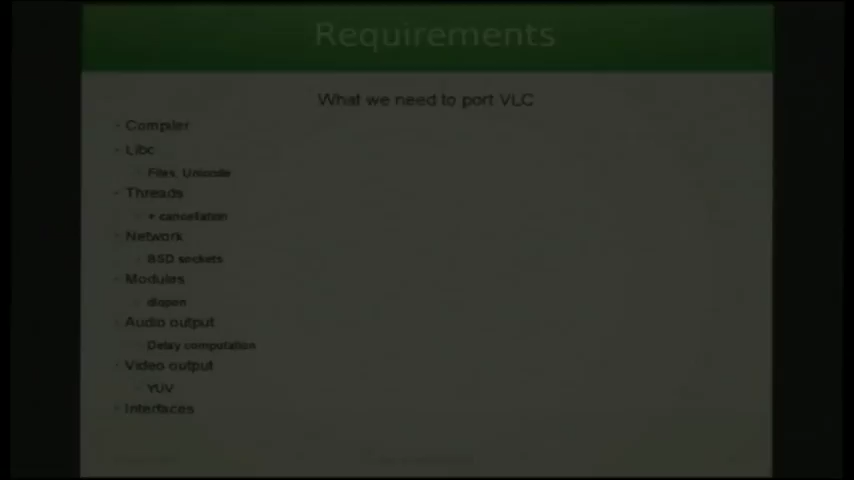 Requirements
What we need to port VLC
- Compiler
- Libc
- Files, Unicode
- Threads
- + cancellation
- Network
- BSD sockets
- Modules
- dlopen
- Audio output
- Delay computation
- Video output
- YUV
- Interfaces